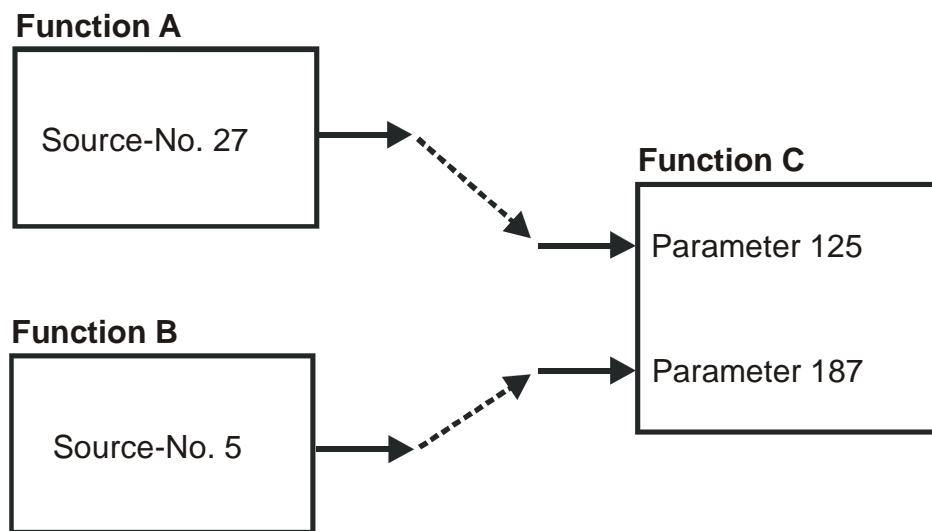 Function A
Source-No. 27
Function C
Parameter 125
Function B
Parameter 187
Source-No. 5